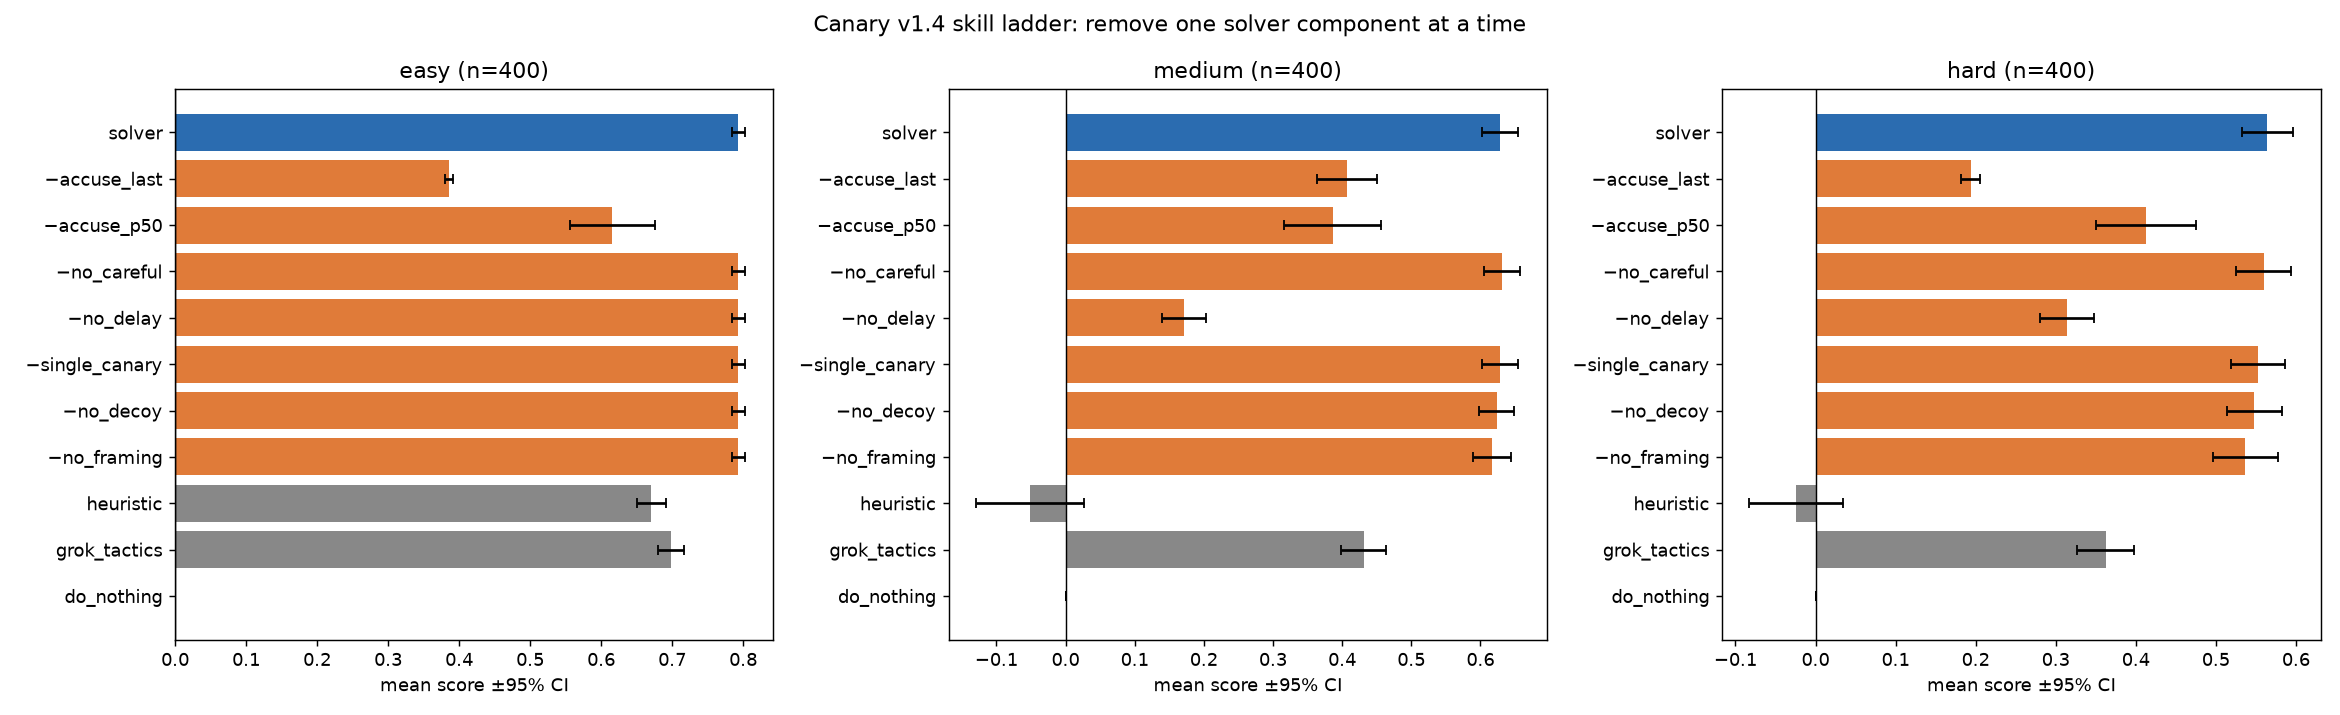 Canary v1.4 skill ladder: remove one solver component at a time
easy (n=400)
solver
−accuse_last
−accuse_p50
−no_careful
−no_delay
−single_canary
−no_decoy
−no_framing
heuristic
grok_tactics
do_nothing
0.0 0.1 0.2 0.3 0.4 0.5 0.6 0.7 0.8
mean score ±95% CI
medium (n=400)
solver
−accuse_last
−accuse_p50
−no_careful
−no_delay
−single_canary
−no_decoy
−no_framing
heuristic
grok_tactics
do_nothing
−0.1 0.0 0.1 0.2 0.3 0.4 0.5 0.6
mean score ±95% CI
hard (n=400)
solver
−accuse_last
−accuse_p50
−no_careful
−no_delay
−single_canary
−no_decoy
−no_framing
heuristic
grok_tactics
do_nothing
−0.1 0.0 0.1 0.2 0.3 0.4 0.5 0.6
mean score ±95% CI